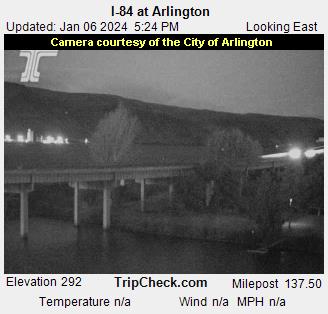 I-84 at Arlington
Updated: Jan 06 2024 5:24 PM Looking East
Camera courtesy of the City of Arlington
Elevation 292 TripCheck.com Milepost 137.50
Temperature n/a Wind n/a MPH n/a